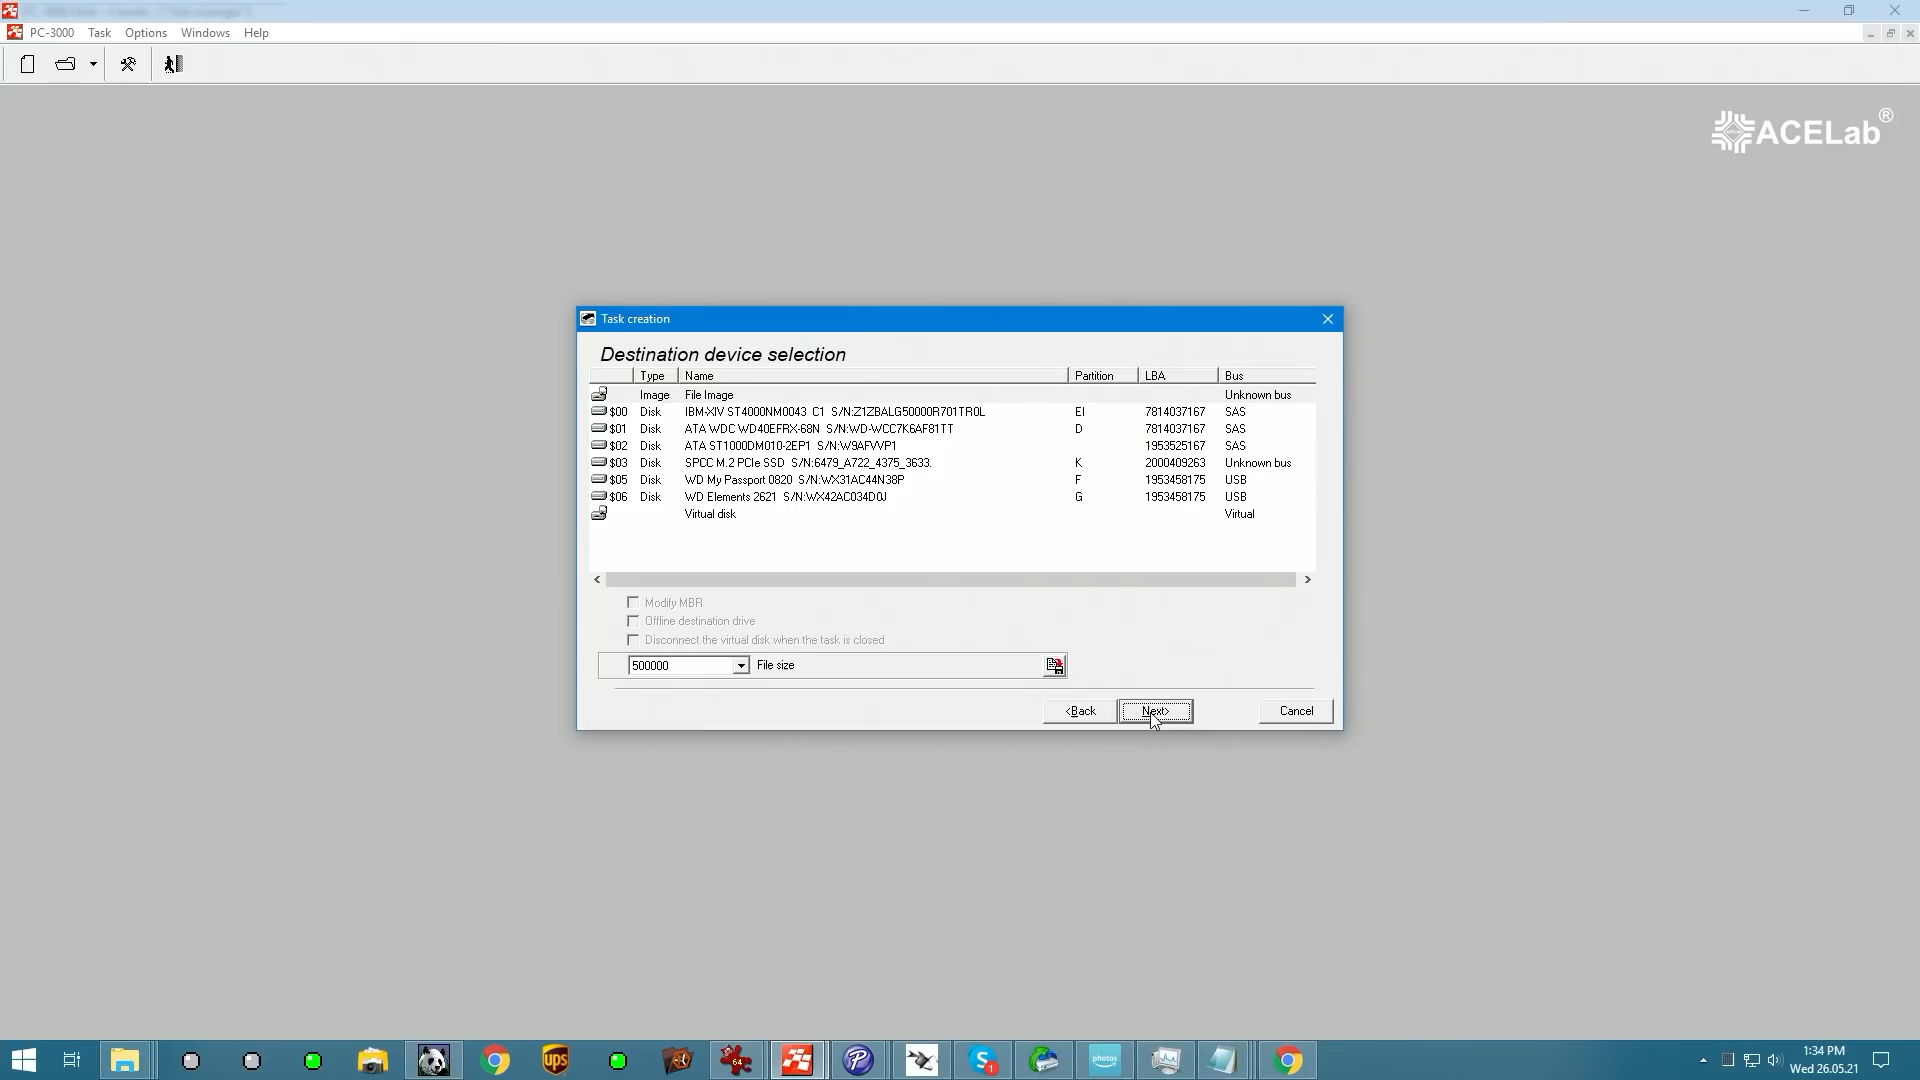 PC-3000 Task Options Windows Help
ACELab®
Task creation
Destination device selection
Type Name Partition LBA Bus
Image File Image Unknown bus
$00 Disk IBM-XIV ST4000NM0043 C1 S/N:Z1ZBALG50000R701TR0L EI 7814037167 SAS
$01 Disk ATA WDC WD40EFRX-68N S/N:WD-WCC7K6AF81TT D 7814037167 SAS
$02 Disk ATA ST1000DM010-2EP1 S/N:W9AFVVP1 1953525167 SAS
$03 Disk SPCC M.2 PCIe SSD S/N:6479_A722_4375_3633. K 2000409263 Unknown bus
$05 Disk WD My Passport 0820 S/N:WX31AC44N38P F 1953458175 USB
$06 Disk WD Elements 2621 S/N:WX42AC034D0J G 1953458175 USB
Virtual disk Virtual
Modify MBR
Offline destination drive
Disconnect the virtual disk when the task is closed
500000 File size
<Back Next> Cancel
ups 64 P S 1 photos
1:34 PM
Wed 26.05.21